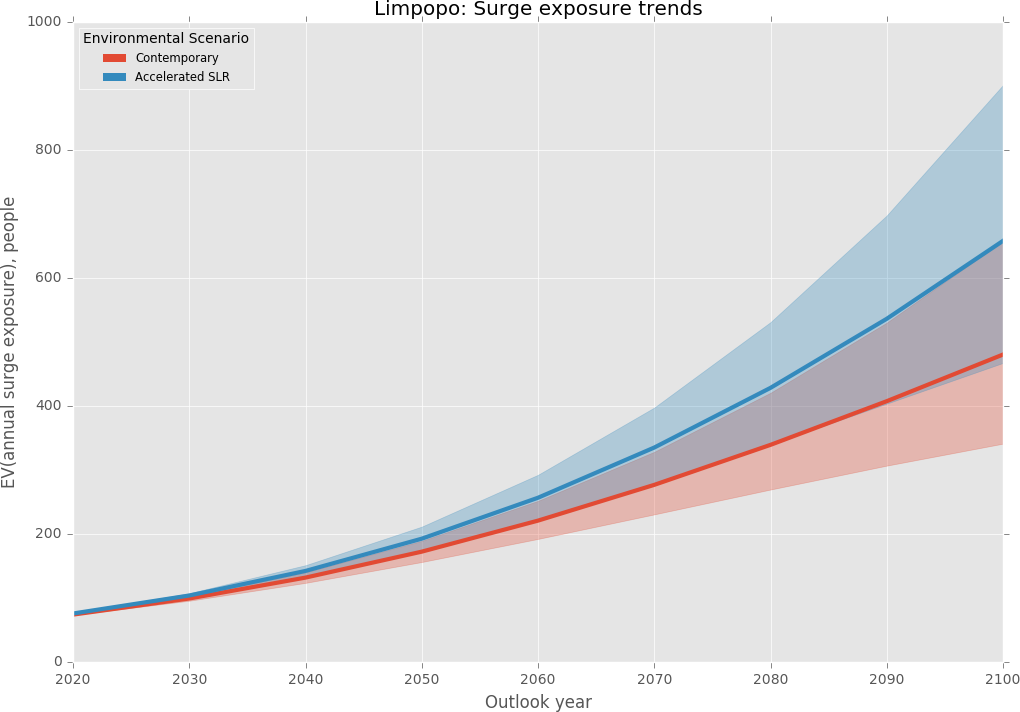 Limpopo: Surge exposure trends
Environmental Scenario
Contemporary
Accelerated SLR
EV(annual surge exposure), people
1000
800
600
400
200
0
2020 2030 2040 2050 2060 2070 2080 2090 2100
Outlook year